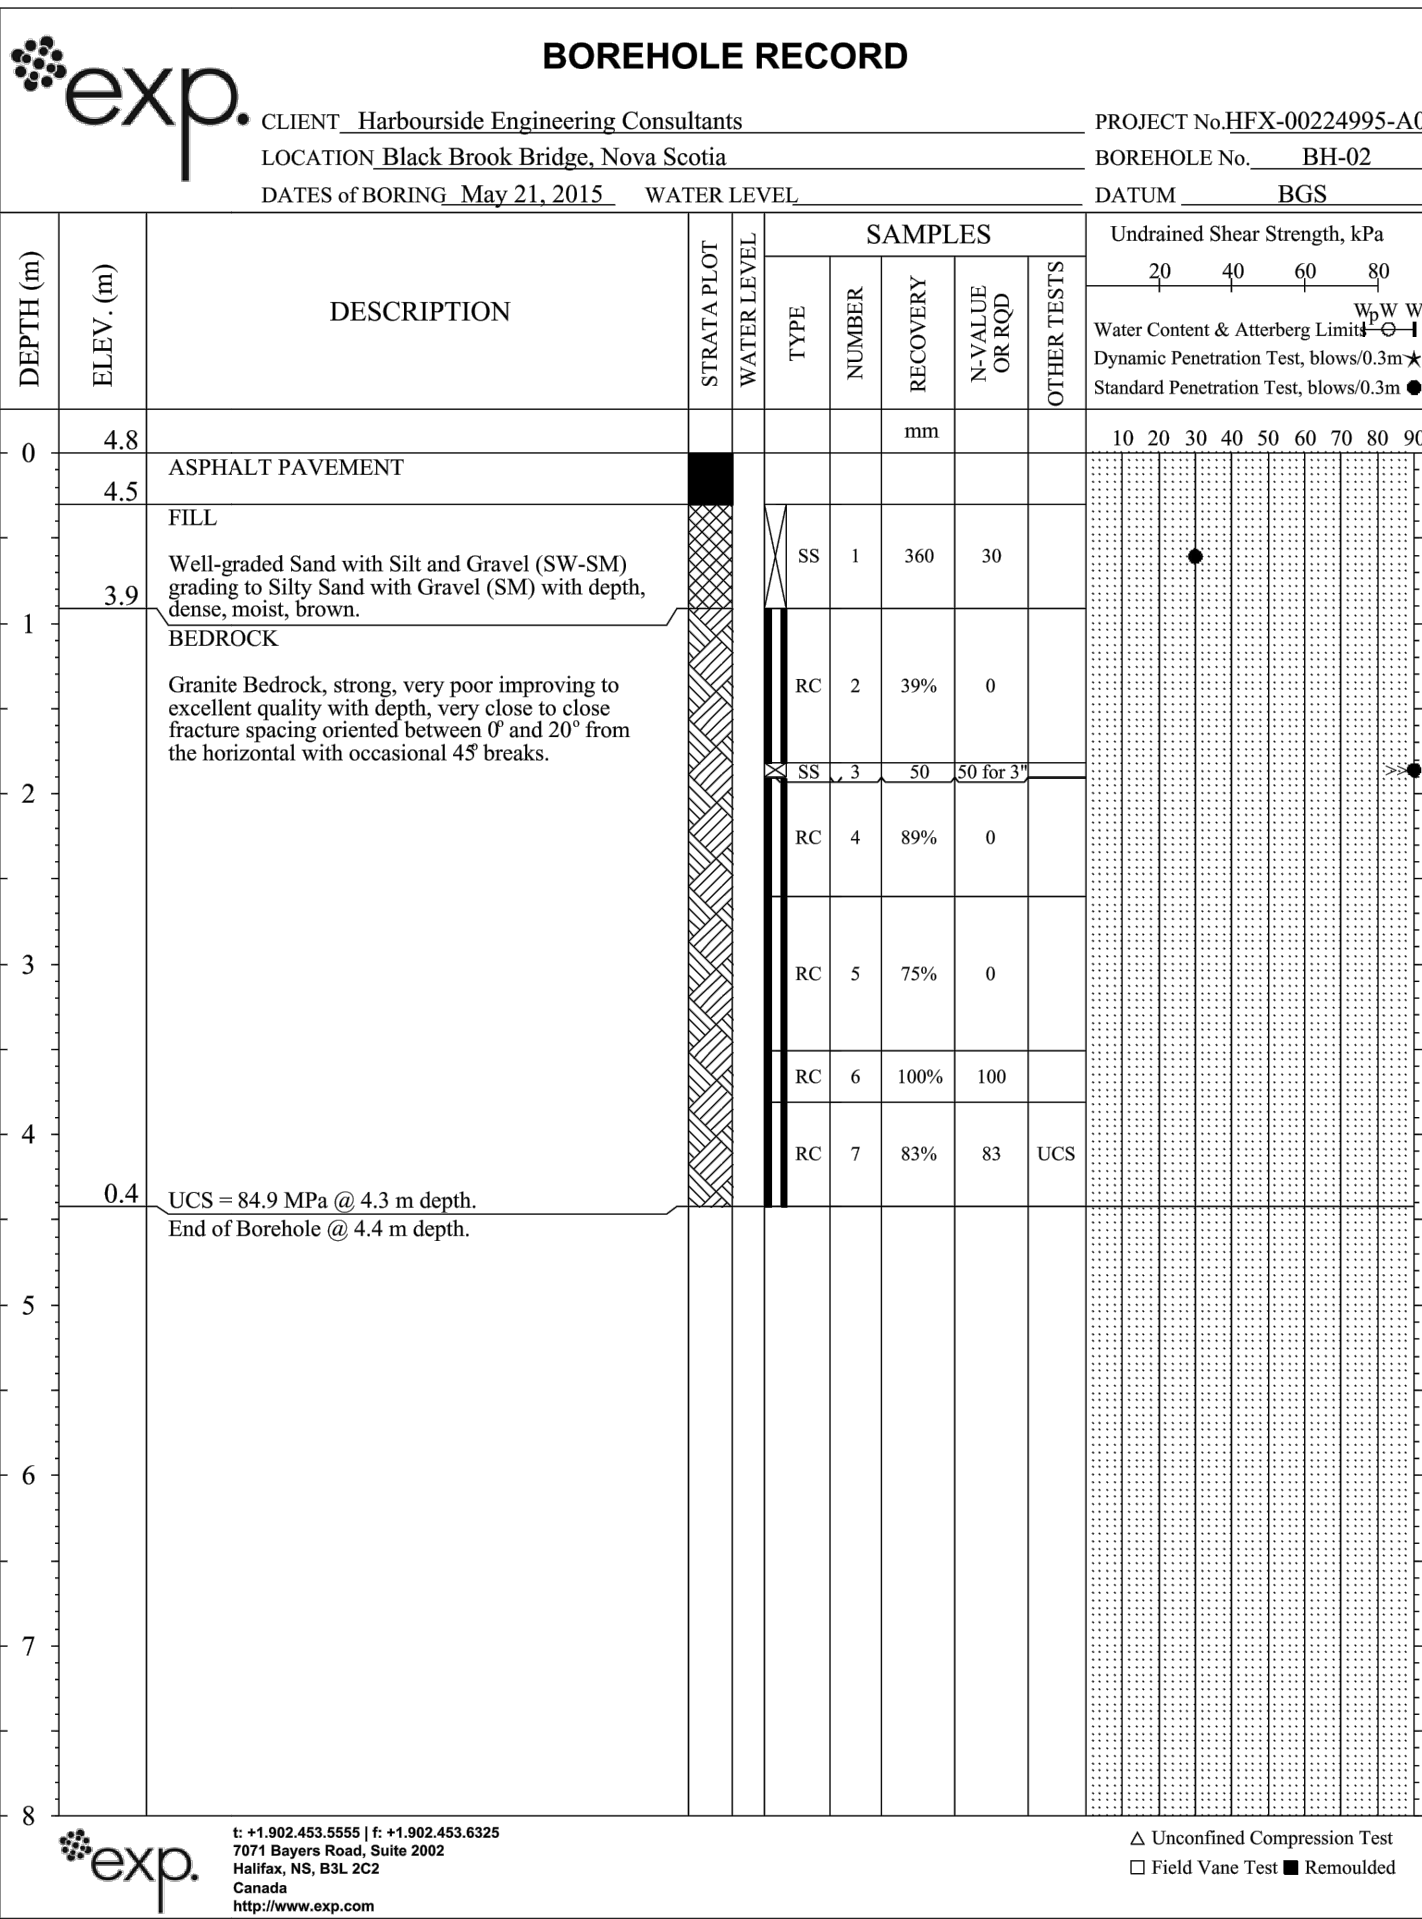 BOREHOLE RECORD
exp.
CLIENT Harbourside Engineering Consultants PROJECT No. HFX-00224995-A0
LOCATION Black Brook Bridge, Nova Scotia BOREHOLE No. BH-02
DATES of BORING May 21, 2015 WATER LEVEL DATUM BGS
DEPTH (m)
ELEV. (m)
DESCRIPTION
STRATA PLOT
WATER LEVEL
SAMPLES
TYPE
NUMBER
RECOVERY
N-VALUE OR RQD
OTHER TESTS
Undrained Shear Strength, kPa
20 40 60 80
Wp W W
Water Content & Atterberg Limits
Dynamic Penetration Test, blows/0.3m ★
Standard Penetration Test, blows/0.3m ●
mm
10 20 30 40 50 60 70 80 90
0 4.8
ASPHALT PAVEMENT
4.5
FILL
Well-graded Sand with Silt and Gravel (SW-SM)
grading to Silty Sand with Gravel (SM) with depth,
dense, moist, brown.
SS 1 360 30
3.9
1
BEDROCK
Granite Bedrock, strong, very poor improving to
excellent quality with depth, very close to close
fracture spacing oriented between 0° and 20° from
the horizontal with occasional 45° breaks.
RC 2 39% 0
SS 3 50 50 for 3" >>
2
RC 4 89% 0
3
RC 5 75% 0
RC 6 100% 100
4
RC 7 83% 83 UCS
0.4 UCS = 84.9 MPa @ 4.3 m depth.
End of Borehole @ 4.4 m depth.
5
6
7
8
exp.
t: +1.902.453.5555 | f: +1.902.453.6325
7071 Bayers Road, Suite 2002
Halifax, NS, B3L 2C2
Canada
http://www.exp.com
△ Unconfined Compression Test
□ Field Vane Test ■ Remoulded